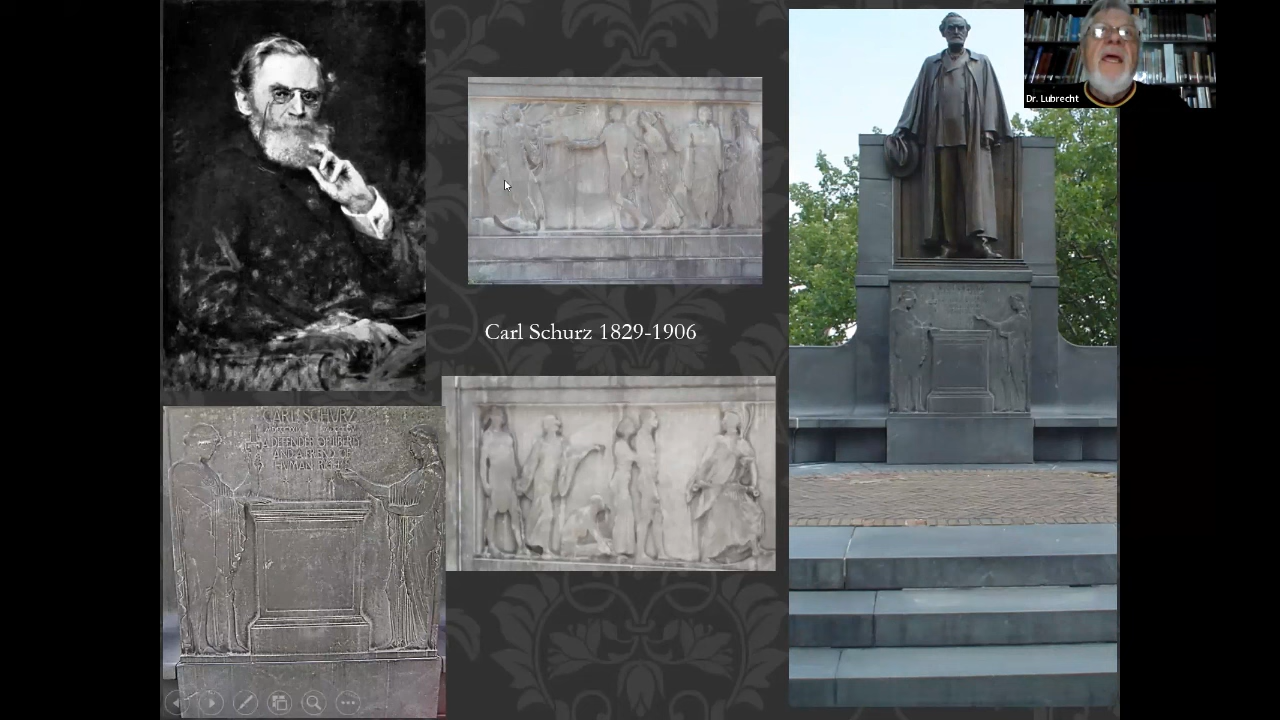 Dr. Lubrecht
Carl Schurz 1829-1906
CARL SCHURZ
A DEFENDER OF LIBERTY
AND A FRIEND OF
HUMAN RIGHTS